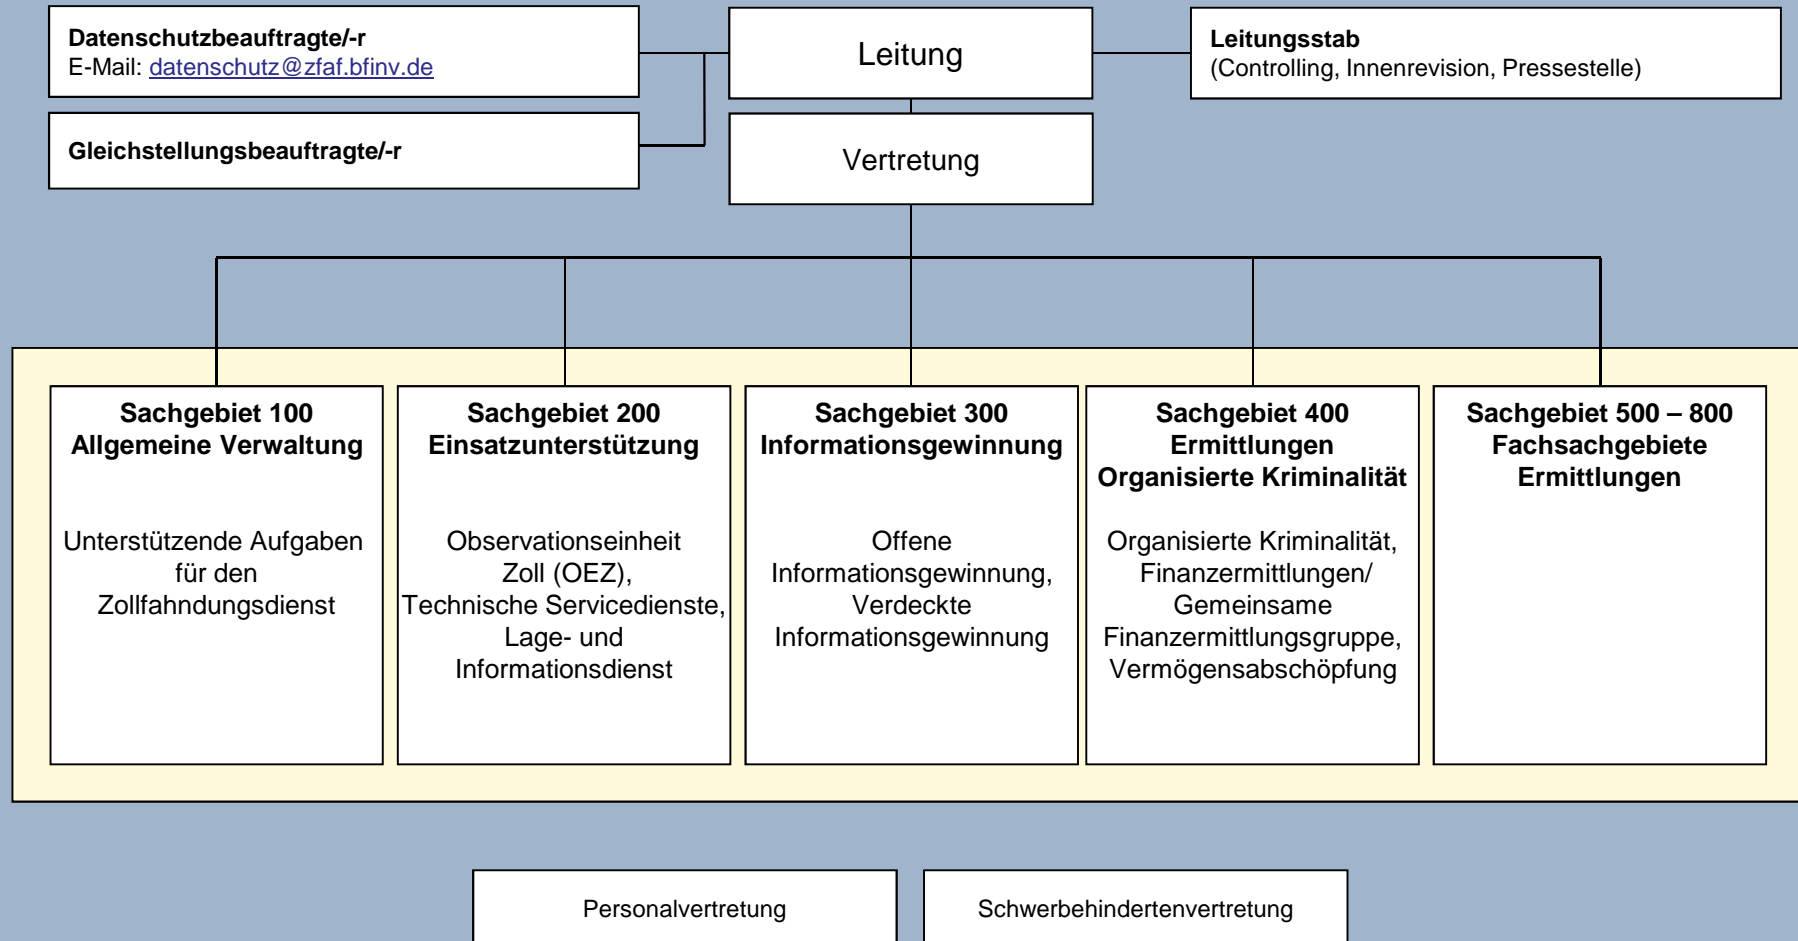 Datenschutzbeauftragte/-r
E-Mail: datenschutz@zfaf.bfinv.de
Gleichstellungsbeauftragte/-r
Leitung
Vertretung
Leitungsstab
(Controlling, Innenrevision, Pressestelle)
Sachgebiet 100
Allgemeine Verwaltung
Unterstützende Aufgaben
für den
Zollfahndungsdienst
Sachgebiet 200
Einsatzunterstützung
Observationseinheit
Zoll (OEZ),
Technische Servicedienste,
Lage- und
Informationsdienst
Sachgebiet 300
Informationsgewinnung
Offene
Informationsgewinnung,
Verdeckte
Informationsgewinnung
Sachgebiet 400
Ermittlungen
Organisierte Kriminalität
Organisierte Kriminalität,
Finanzermittlungen/
Gemeinsame
Finanzermittlungsgruppe,
Vermögensabschöpfung
Sachgebiet 500 – 800
Fachsachgebiete
Ermittlungen
Personalvertretung
Schwerbehindertenvertretung